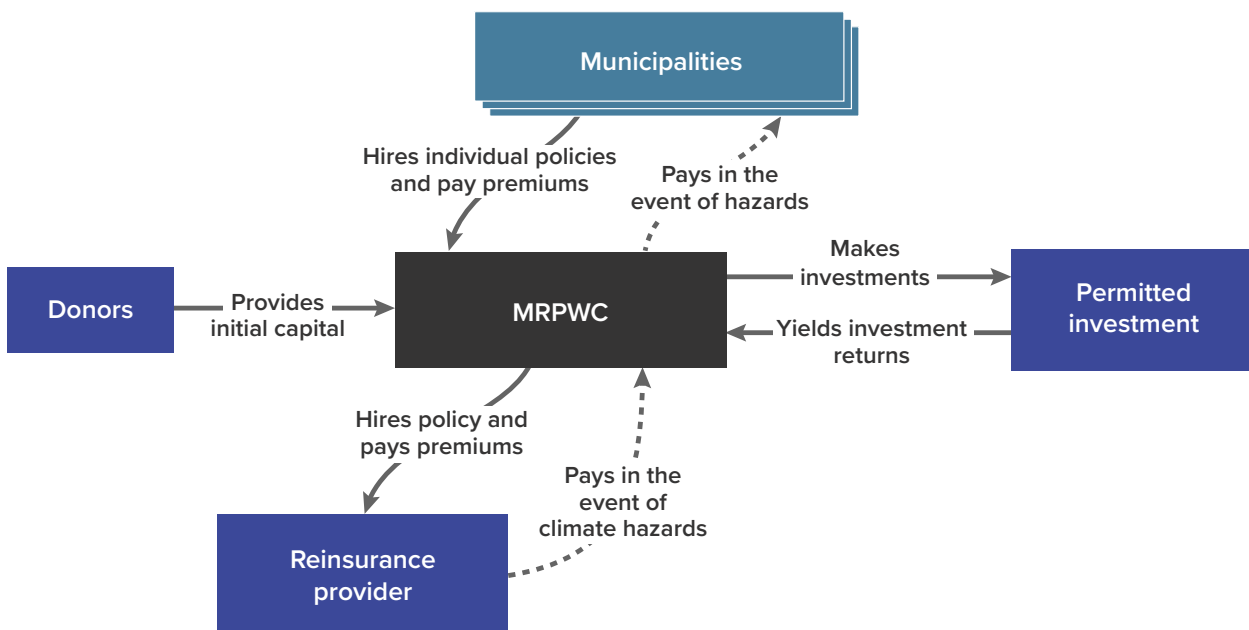 Municipalities
Hires individual policies
and pay premiums
Pays in the
event of hazards
Donors
Provides
initial capital
MRPWC
Makes
investments
Yields investment
returns
Permitted
investment
Hires policy and
pays premiums
Pays in the
event of
climate hazards
Reinsurance
provider